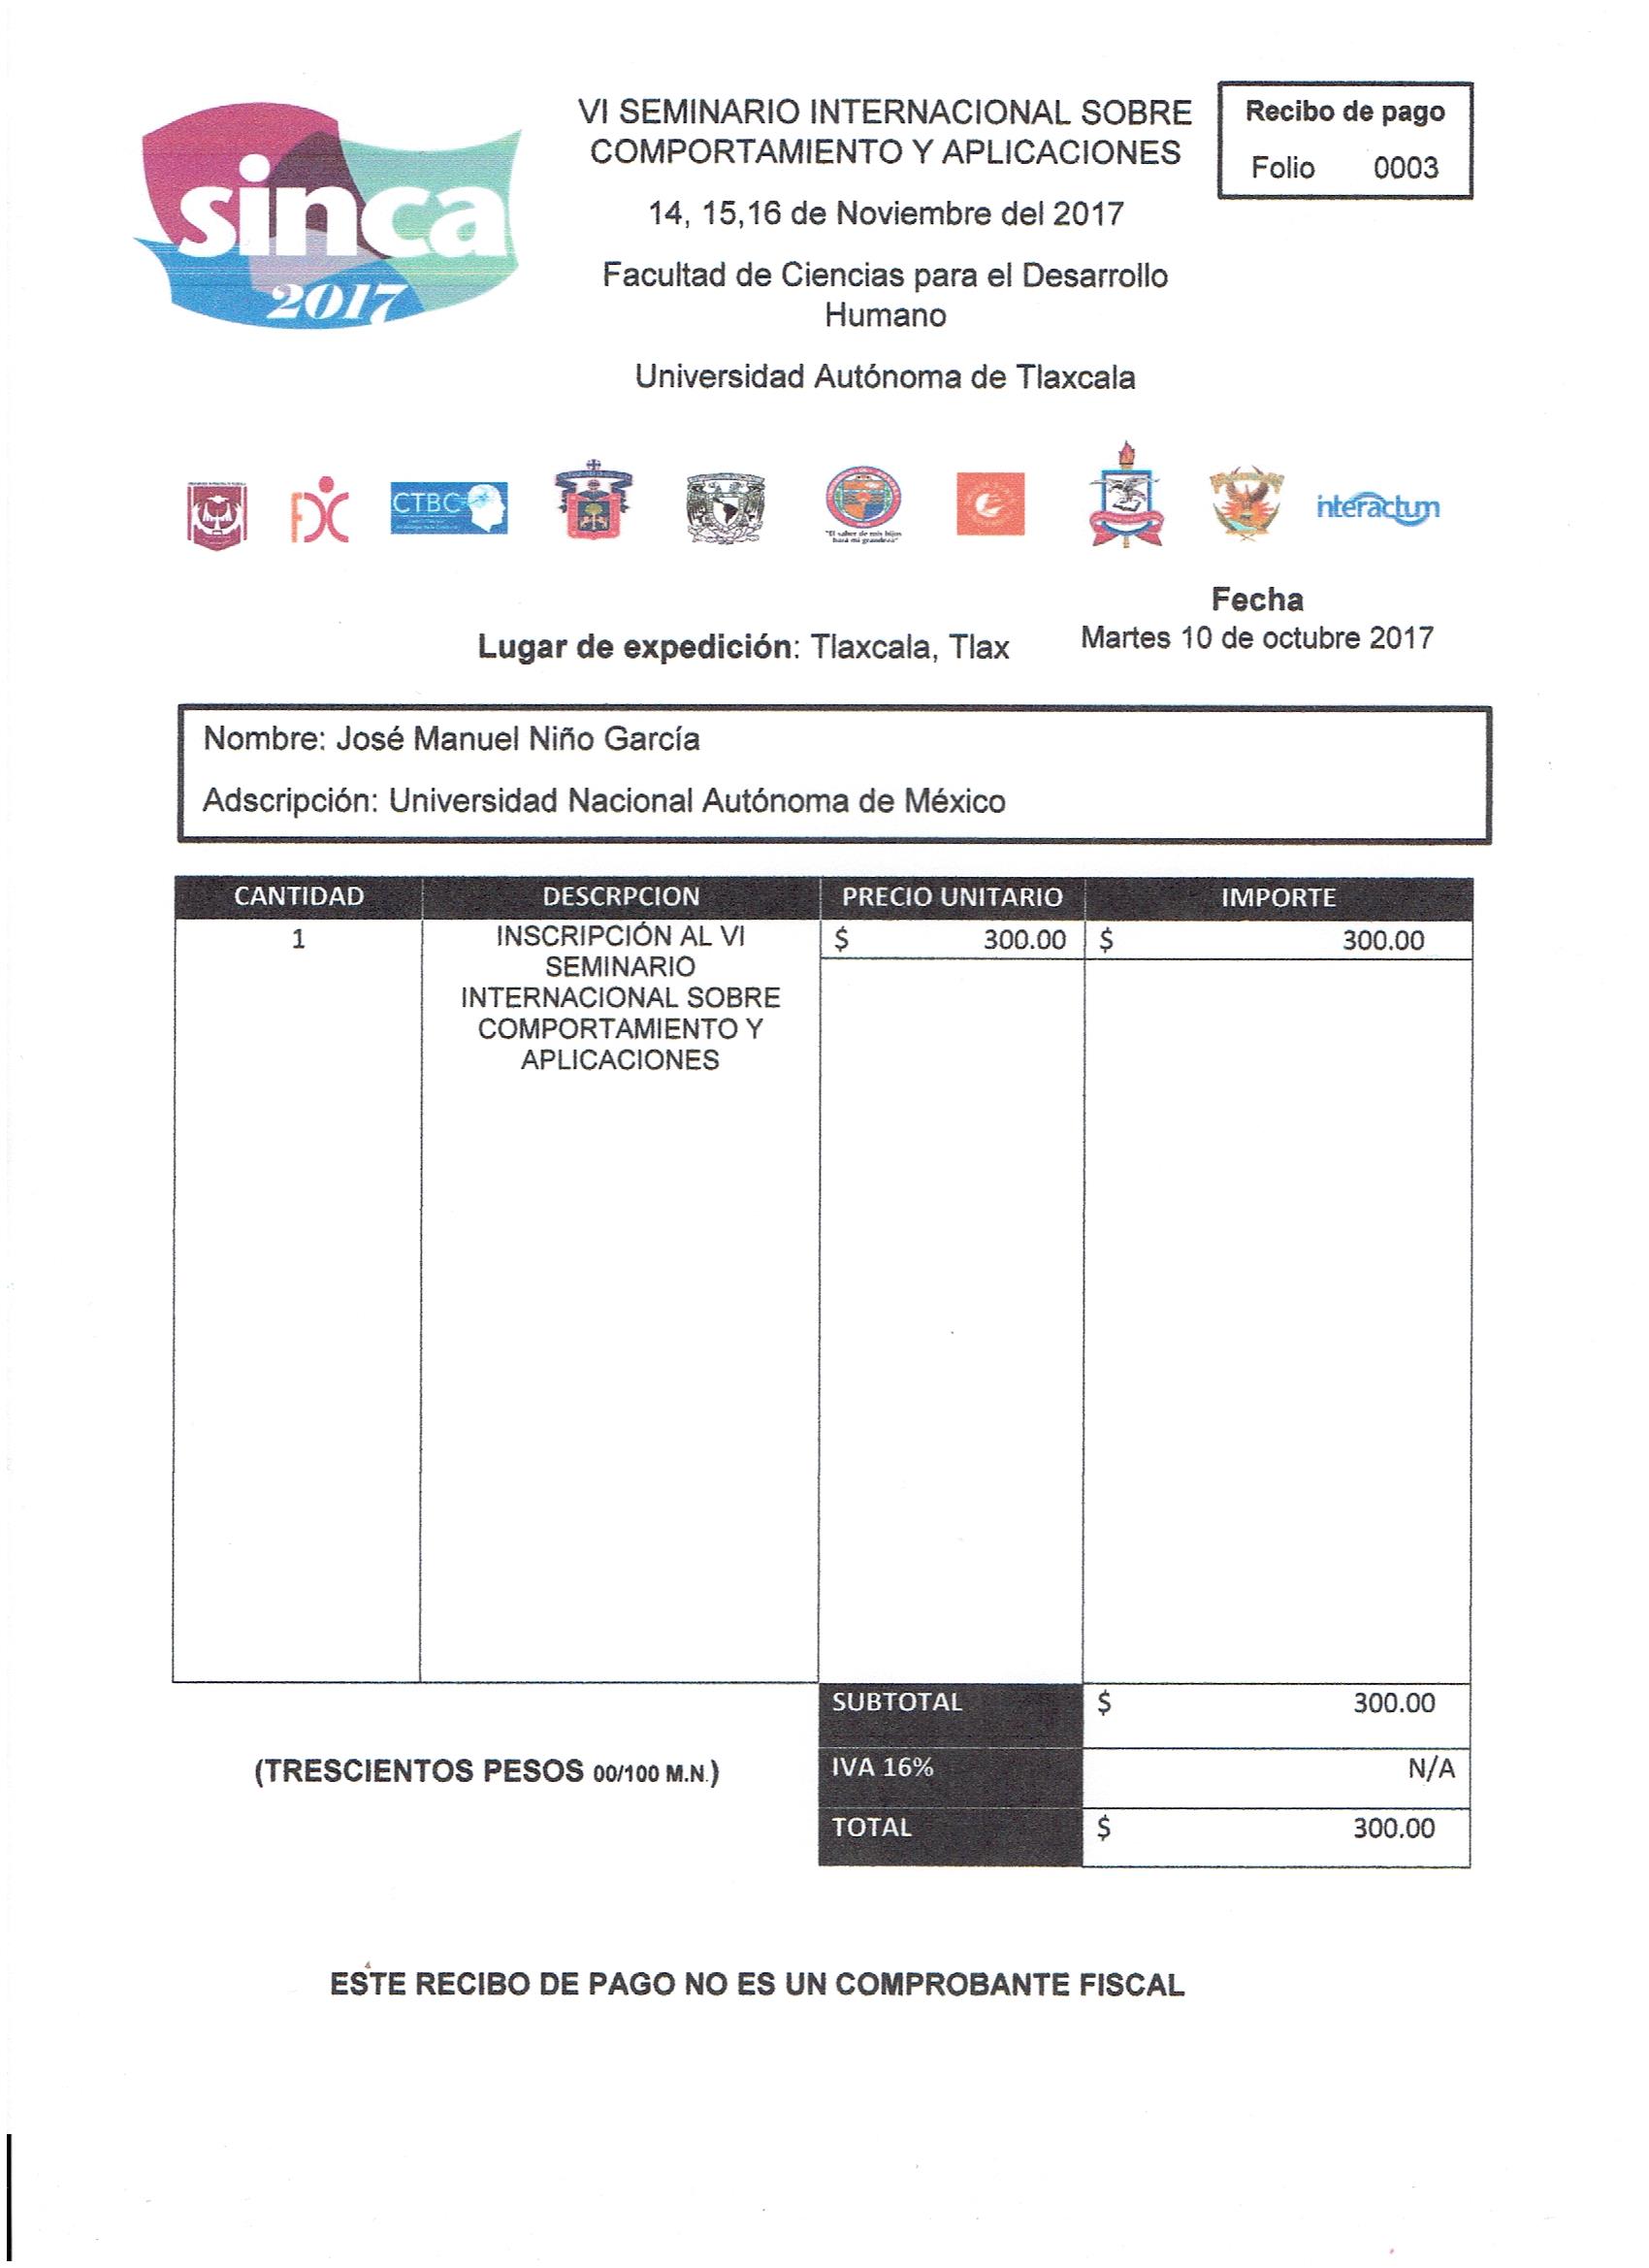 sinca
2017
VI SEMINARIO INTERNACIONAL SOBRE
COMPORTAMIENTO Y APLICACIONES
14, 15,16 de Noviembre del 2017
Facultad de Ciencias para el Desarrollo
Humano
Universidad Autónoma de Tlaxcala
Recibo de pago
Folio 0003
CTBC
"El saber de mis hijos
hará mi grandeza"
interactum
Fecha
Martes 10 de octubre 2017
Lugar de expedición: Tlaxcala, Tlax
Nombre: José Manuel Niño García
Adscripción: Universidad Nacional Autónoma de México
CANTIDAD DESCRPCION PRECIO UNITARIO IMPORTE
1 INSCRIPCIÓN AL VI $ 300.00 $ 300.00
SEMINARIO
INTERNACIONAL SOBRE
COMPORTAMIENTO Y
APLICACIONES
SUBTOTAL $ 300.00
(TRESCIENTOS PESOS 00/100 M.N.) IVA 16% N/A
TOTAL $ 300.00
ESTE RECIBO DE PAGO NO ES UN COMPROBANTE FISCAL